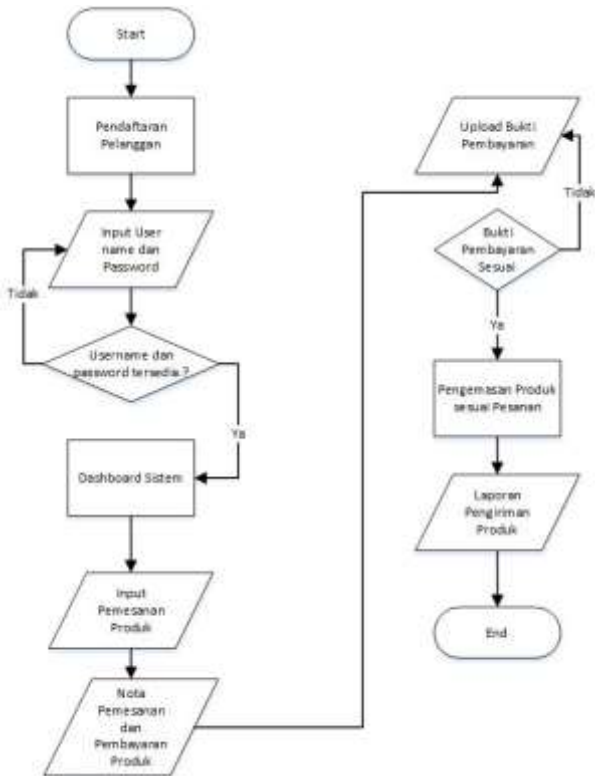 Start
Pendaftaran
Pelanggan
Input User
name dan
Password
Tidak
Username dan
password tersedia ?
Ya
Dashboard Sistem
Input
Pemesanan
Produk
Nota
Pemesanan
dan
Pembayaran
Produk
Upload Bukti
Pembayaran
Tidak
Bukti
Pembayaran
Sesuai
Ya
Pengemasan Produk
sesuai Pesanan
Laporan
Pengiriman
Produk
End